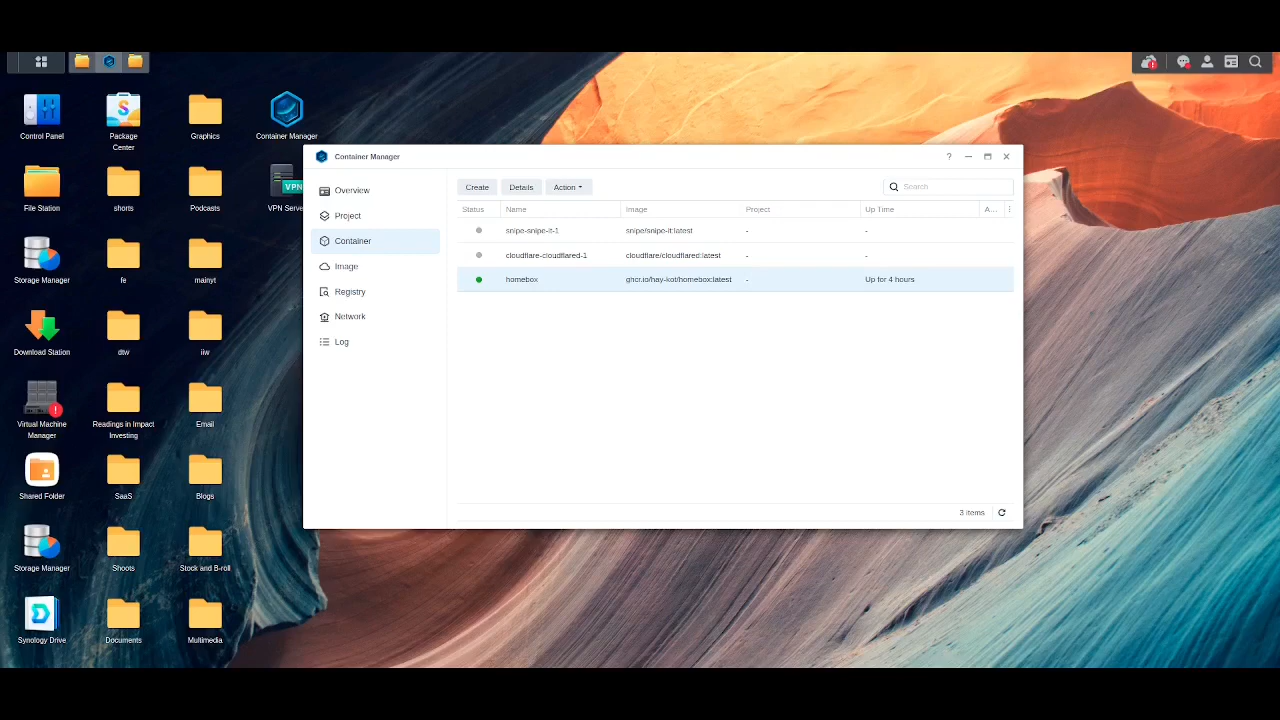 Control Panel
Package
Center
Graphics
Container Manager
File Station
shorts
Podcasts
VPN
VPN Serve
Storage Manager
fe
mainyt
Download Station
dtw
iiw
Virtual Machine
Manager
Readings in Impact
Investing
Email
Shared Folder
SaaS
Blogs
Storage Manager
Shoots
Stock and B-roll
Synology Drive
Documents
Multimedia
Container Manager
?
Overview
Project
Container
Image
Registry
Network
Log
Create Details Action
Search
Status Name Image Project Up Time A...
snipe-snipe-it-1 snipe/snipe-it:latest - -
cloudflare-cloudflared-1 cloudflare/cloudflared:latest - -
homebox ghcr.io/hay-kot/homebox:latest - Up for 4 hours
3 items